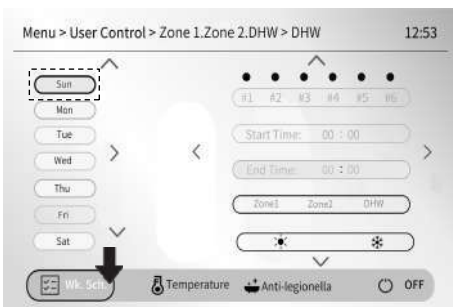 Menu > User Control > Zone 1.Zone 2.DHW > DHW 12:53
Sun
Mon
Tue
Wed
Thu
Fri
Sat
#1 #2 #3 #4 #5 #6
Start Time: 00 : 00
End Time: 00 : 00
Zone1 Zone2 DHW
Wk. Sch. Temperature Anti-legionella OFF